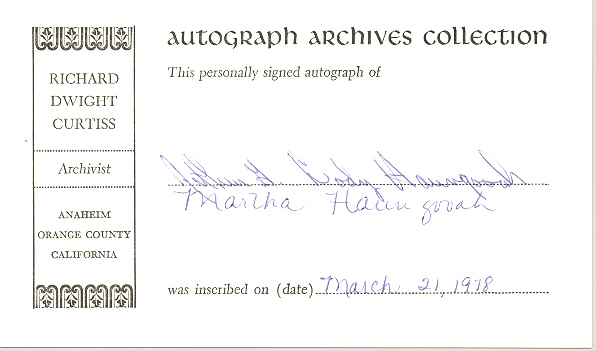 autograph archives collection
This personally signed autograph of
RICHARD
DWIGHT
CURTISS
Archivist
ANAHEIM
ORANGE COUNTY
CALIFORNIA
Martha
was inscribed on (date) March 21, 1978